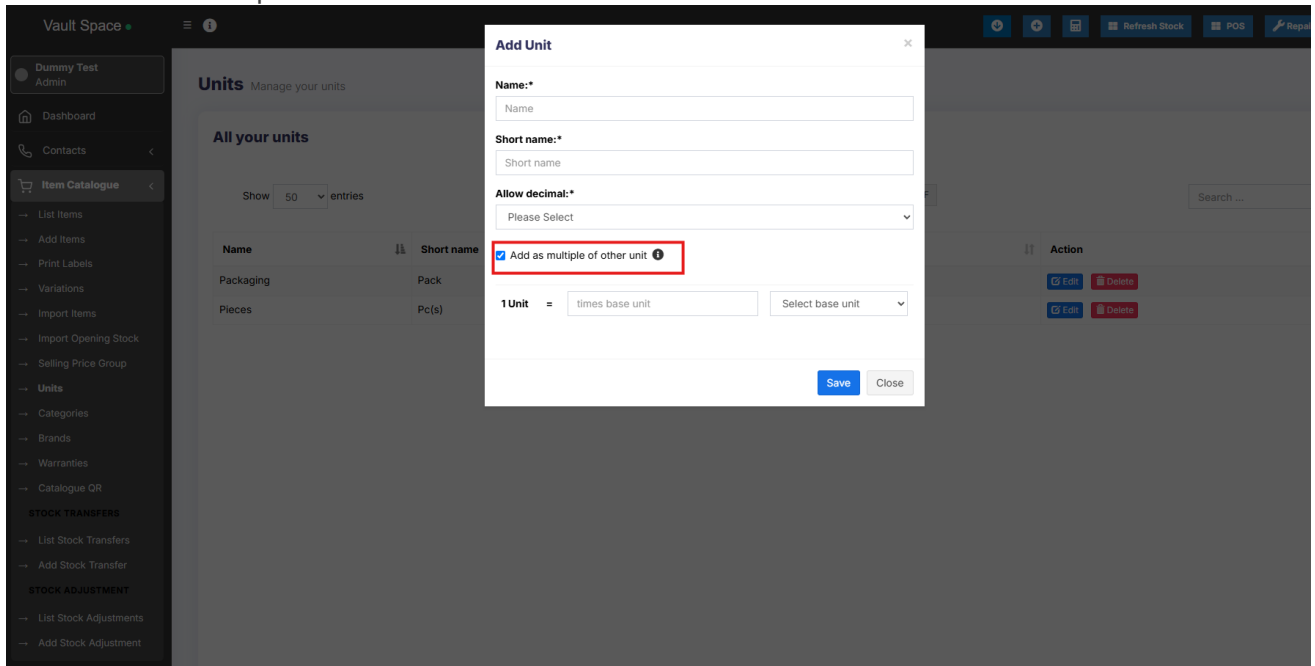 Vault Space
Refresh Stock
POS
Repai
Dummy Test
Admin
Dashboard
Contacts
Item Catalogue
→ List Items
→ Add Items
→ Print Labels
→ Variations
→ Import Items
→ Import Opening Stock
→ Selling Price Group
→ Units
→ Categories
→ Brands
→ Warranties
→ Catalogue QR
STOCK TRANSFERS
→ List Stock Transfers
→ Add Stock Transfer
STOCK ADJUSTMENT
→ List Stock Adjustments
→ Add Stock Adjustment
Units Manage your units
All your units
Show 50 entries
Search ...
Name Short name Action
Packaging Pack Edit Delete
Pieces Pc(s) Edit Delete
Add Unit ×
Name:*
Name
Short name:*
Short name
Allow decimal:*
Please Select
Add as multiple of other unit
1 Unit = times base unit Select base unit
Save Close